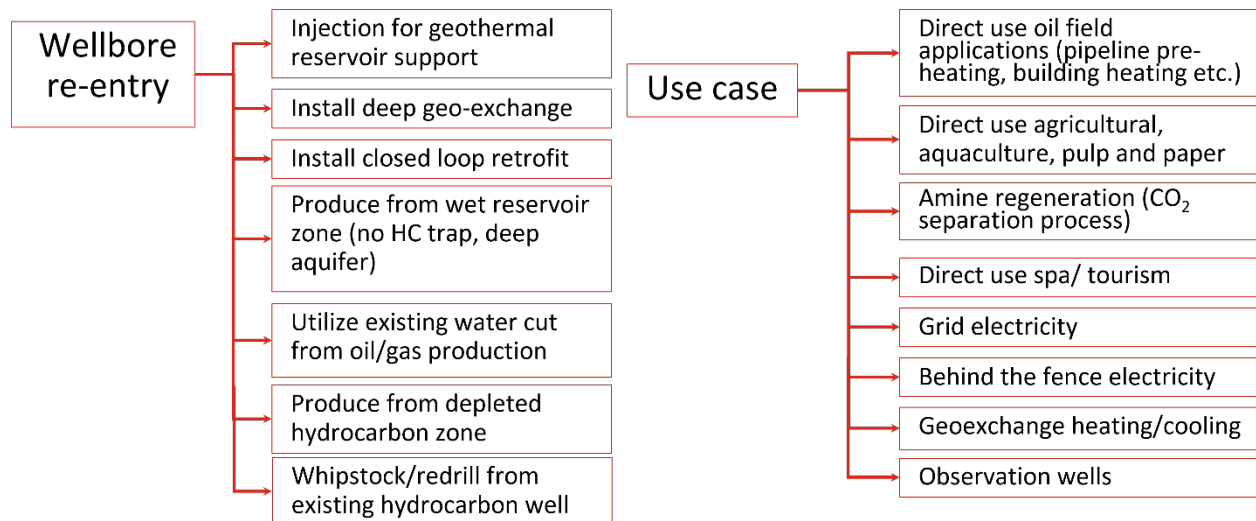 Wellbore
re-entry
Injection for geothermal
reservoir support
Install deep geo-exchange
Install closed loop retrofit
Produce from wet reservoir
zone (no HC trap, deep
aquifer)
Utilize existing water cut
from oil/gas production
Produce from depleted
hydrocarbon zone
Whipstock/redrill from
existing hydrocarbon well
Use case
Direct use oil field
applications (pipeline pre-
heating, building heating etc.)
Direct use agricultural,
aquaculture, pulp and paper
Amine regeneration (CO₂
separation process)
Direct use spa/ tourism
Grid electricity
Behind the fence electricity
Geoexchange heating/cooling
Observation wells